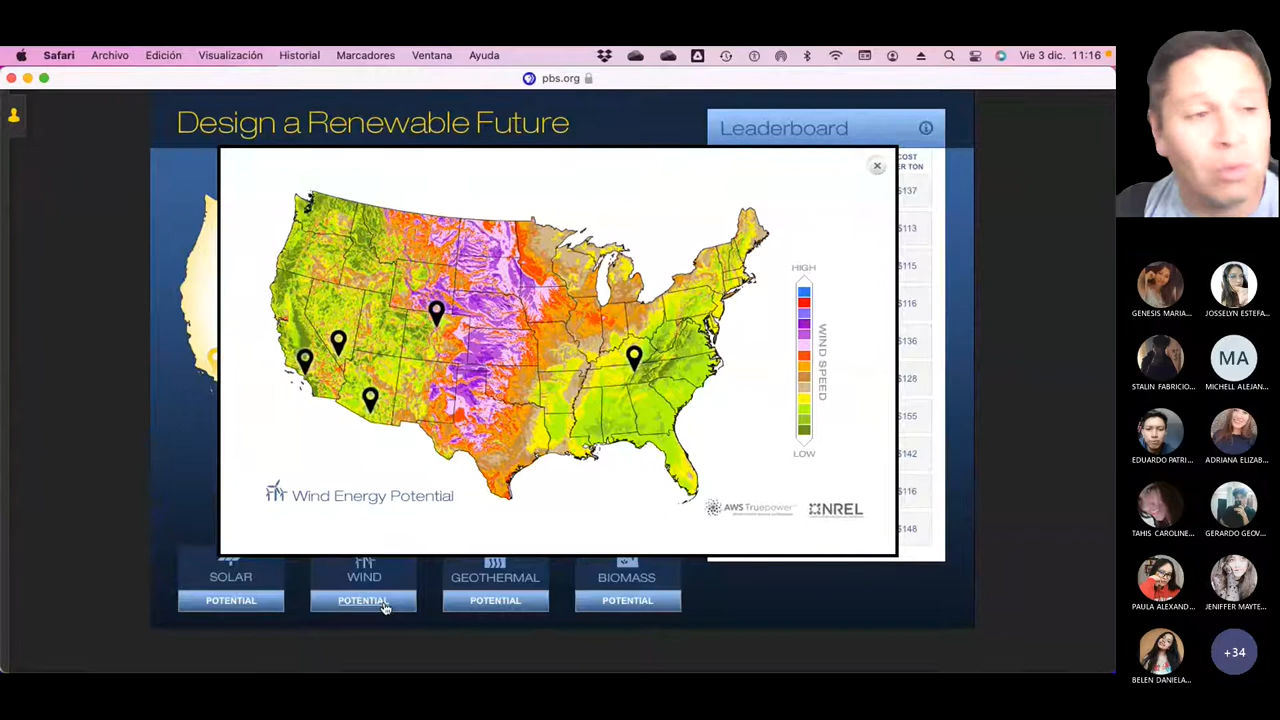 Safari Archivo Edición Visualización Historial Marcadores Ventana Ayuda Vie 3 dic. 11:16
pbs.org
Design a Renewable Future
Leaderboard
COST
ER TON
$137
$113
$115
$116
$136
$128
$155
$142
$116
$148
HIGH
WIND SPEED
LOW
Wind Energy Potential
AWS Truepower
NREL
SOLAR
WIND
GEOTHERMAL
BIOMASS
POTENTIAL
POTENTIAL
POTENTIAL
POTENTIAL
GENESIS MARIA...
JOSSELYN ESTEFA...
MA
STALIN FABRICIO...
MICHELL ALEJAN...
EDUARDO PATRI...
ADRIANA ELIZAB...
TAHIS CAROLINE...
GERARDO GEOV...
PAULA ALEXAND...
JENIFFER MAYTE...
+34
BELEN DANIELA...